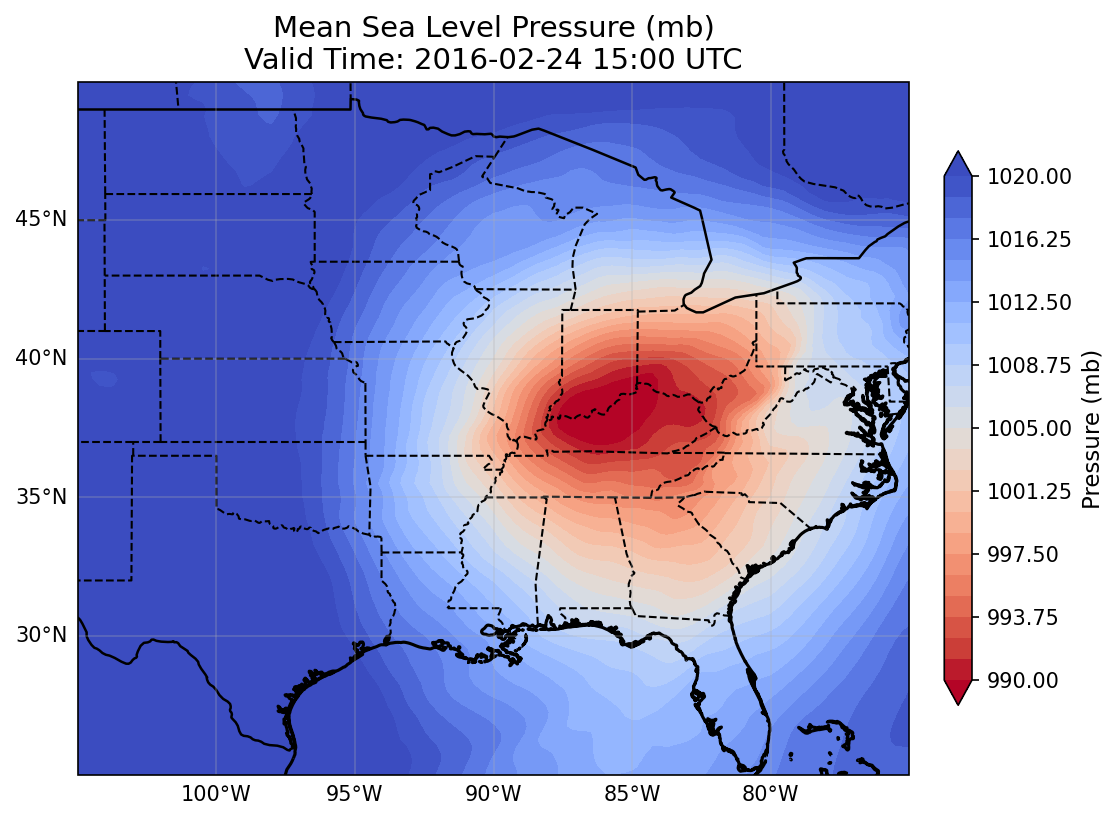 Mean Sea Level Pressure (mb)
Valid Time: 2016-02-24 15:00 UTC
45°N
40°N
35°N
30°N
100°W
95°W
90°W
85°W
80°W
1020.00
1016.25
1012.50
1008.75
1005.00
1001.25
997.50
993.75
990.00
Pressure (mb)